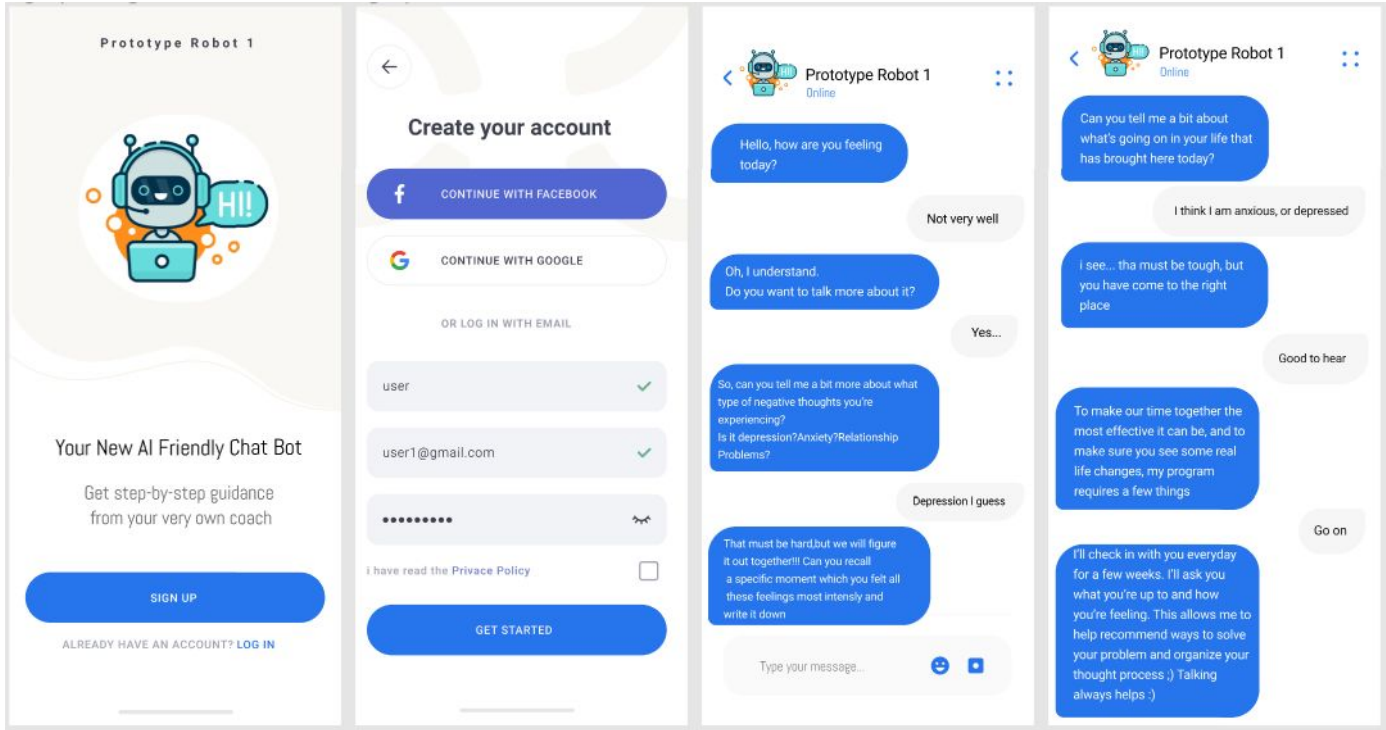 Prototype Robot 1
HI!
Your New AI Friendly Chat Bot
Get step-by-step guidance
from your very own coach
SIGN UP
ALREADY HAVE AN ACCOUNT? LOG IN
Create your account
f CONTINUE WITH FACEBOOK
G CONTINUE WITH GOOGLE
OR LOG IN WITH EMAIL
user
user1@gmail.com
•••••••••
i have read the Privace Policy
GET STARTED
HI!
Prototype Robot 1
Online
Hello, how are you feeling
today?
Not very well
Oh, I understand.
Do you want to talk more about it?
Yes...
So, can you tell me a bit more about what
type of negative thoughts you're
experiencing?
Is it depression?Anxiety?Relationship
Problems?
Depression I guess
That must be hard,but we will figure
it out together!!! Can you recall
a specific moment which you felt all
these feelings most intensly and
write it down
Type your message...
HI!
Prototype Robot 1
Online
Can you tell me a bit about
what's going on in your life that
has brought here today?
I think I am anxious, or depressed
i see... tha must be tough, but
you have come to the right
place
Good to hear
To make our time together the
most effective it can be, and to
make sure you see some real
life changes, my program
requires a few things
Go on
I'll check in with you everyday
for a few weeks. I'll ask you
what you're up to and how
you're feeling. This allows me to
help recommend ways to solve
your problem and organize your
thought process ;) Talking
always helps :)